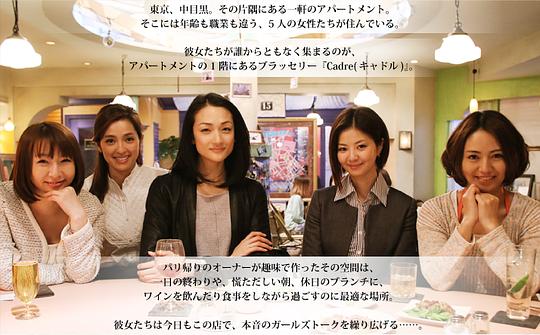 東京、中目黒。その片隅にある一軒のアパートメント。
そこには年齢も職業も違う、5人の女性たちが住んでいる。
彼女たちが誰からともなく集まるのが、
アパートメントの1階にあるブラッセリー『Cadre(キャドル)』。
15
パリ帰りのオーナーが趣味で作ったその空間は、
一日の終わりや、慌ただしい朝、休日のブランチに、
ワインを飲んだり食事をしながら過ごすのに最適な場所。
彼女たちは今日もこの店で、本音のガールズトークを繰り広げる……。